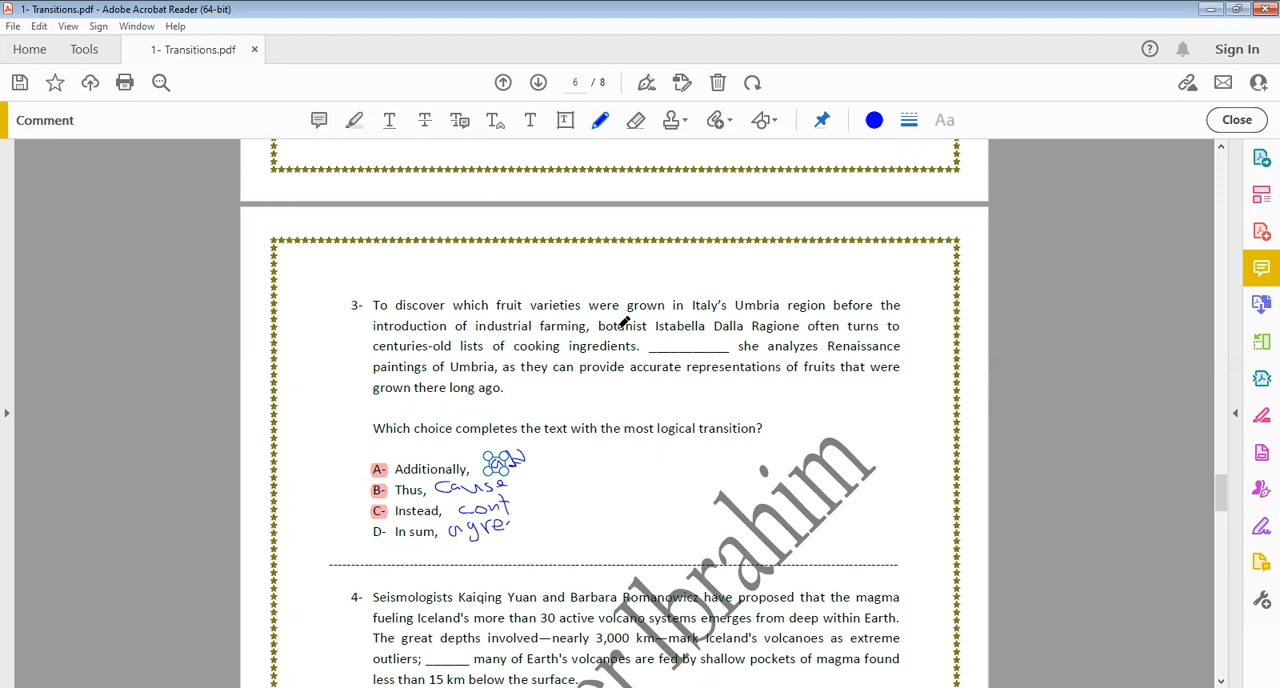 1- Transitions.pdf - Adobe Acrobat Reader (64-bit)
File Edit View Sign Window Help
Home Tools 1- Transitions.pdf × Sign In
6 / 8
Comment Aa Close
3- To discover which fruit varieties were grown in Italy's Umbria region before the
introduction of industrial farming, botanist Istabella Dalla Ragione often turns to
centuries-old lists of cooking ingredients. ___________ she analyzes Renaissance
paintings of Umbria, as they can provide accurate representations of fruits that were
grown there long ago.
Which choice completes the text with the most logical transition?
A- Additionally,
B- Thus, cause
C- Instead, cont
D- In sum, agre
4- Seismologists Kaiqing Yuan and Barbara Romanowicz have proposed that the magma
fueling Iceland's more than 30 active volcano systems emerges from deep within Earth.
The great depths involved—nearly 3,000 km—mark Iceland's volcanoes as extreme
outliers; ______ many of Earth's volcanoes are fed by shallow pockets of magma found
less than 15 km below the surface.
er Ibrahim